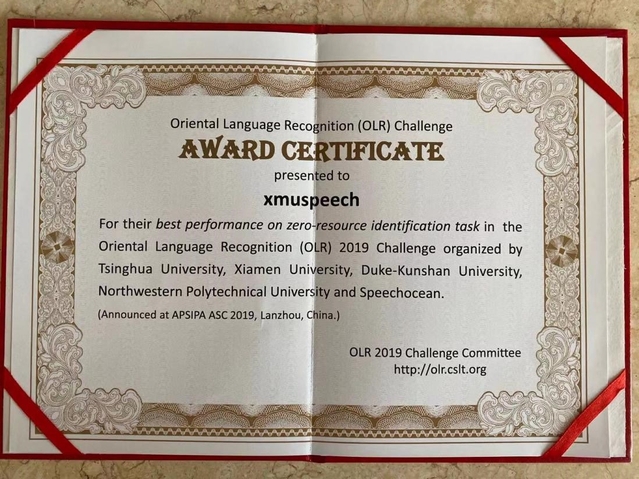 Oriental Language Recognition (OLR) Challenge
AWARD CERTIFICATE
presented to
xmuspeech
For their best performance on zero-resource identification task in the
Oriental Language Recognition (OLR) 2019 Challenge organized by
Tsinghua University, Xiamen University, Duke-Kunshan University,
Northwestern Polytechnical University and Speechocean.
(Announced at APSIPA ASC 2019, Lanzhou, China.)
OLR 2019 Challenge Committee
http://olr.cslt.org